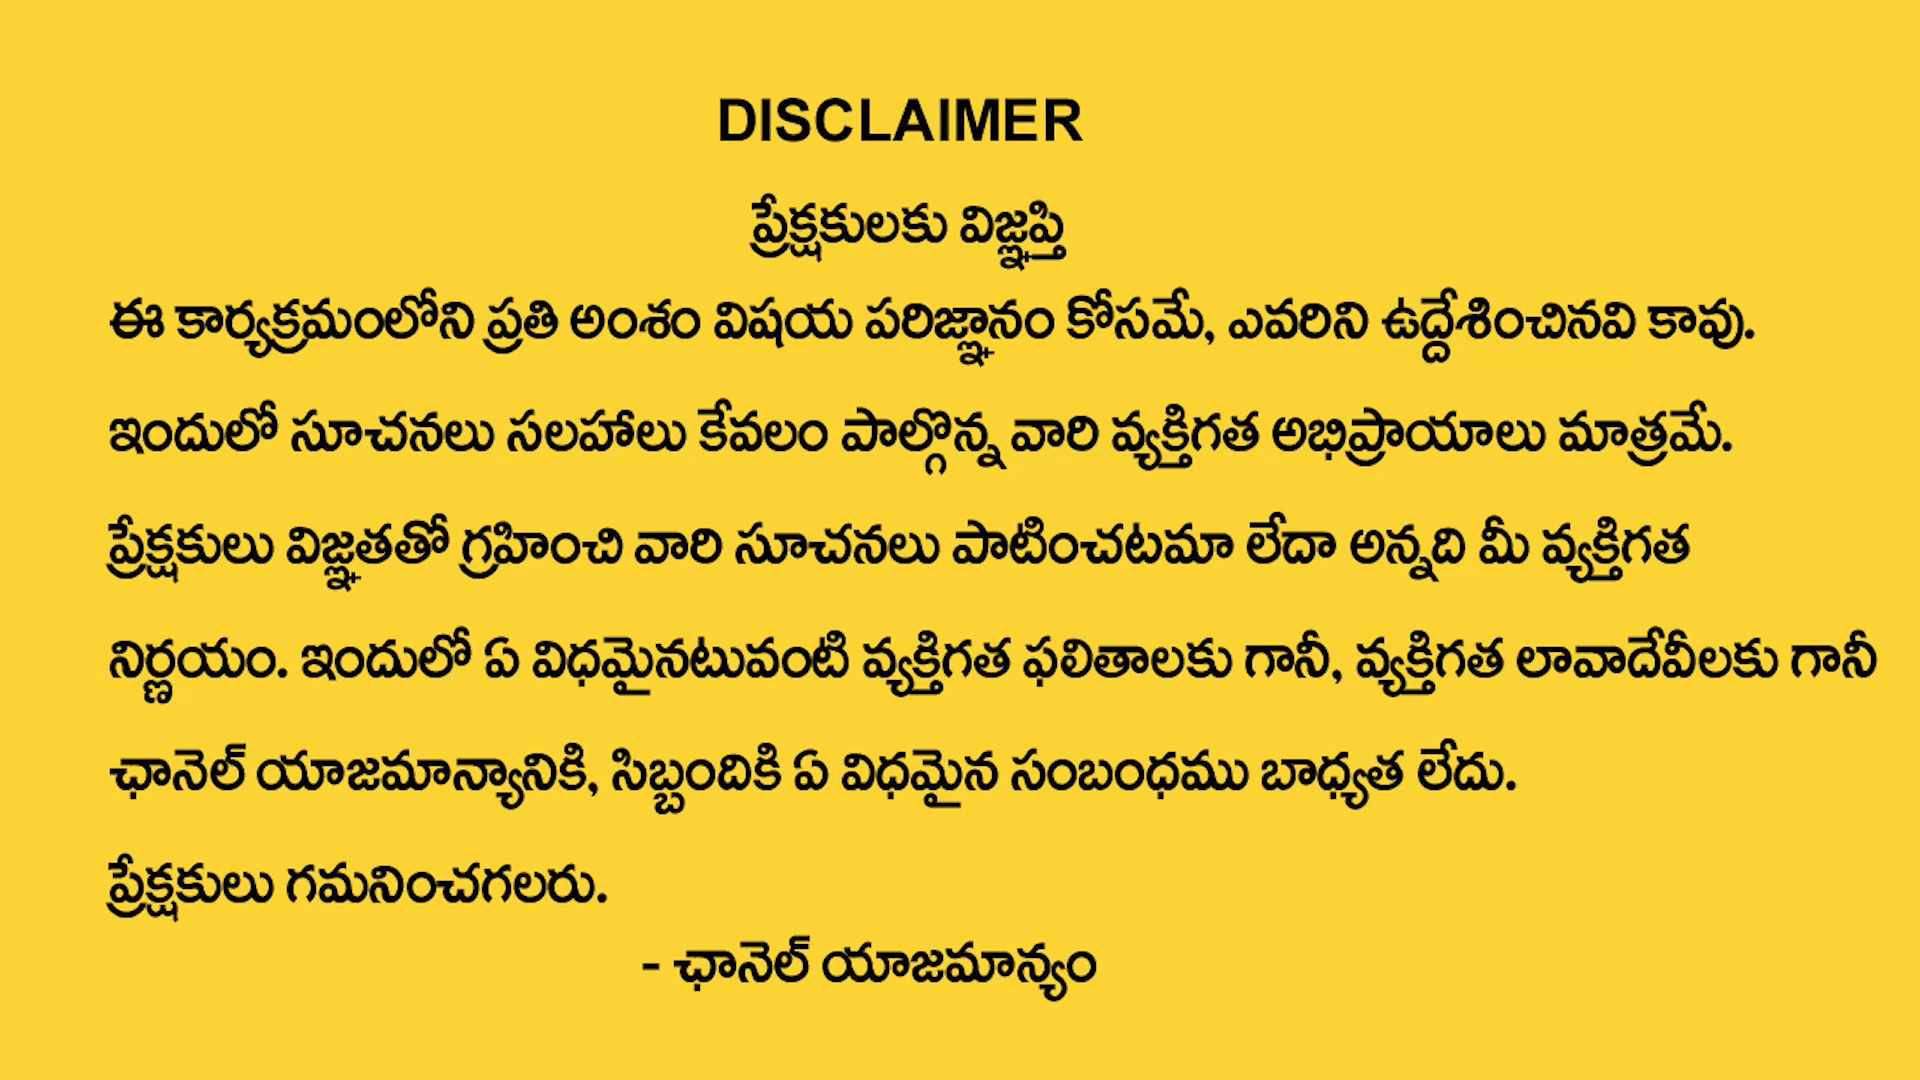 DISCLAIMER
ప్రేక్షకులకు విజ్ఞప్తి
ఈ కార్యక్రమంలోని ప్రతి అంశం విషయ పరిజ్ఞానం కోసమే, ఎవరిని ఉద్దేశించినవి కావు.
ఇందులో సూచనలు సలహాలు కేవలం పాల్గొన్న వారి వ్యక్తిగత అభిప్రాయాలు మాత్రమే.
ప్రేక్షకులు విజ్ఞతతో గ్రహించి వారి సూచనలు పాటించటమా లేదా అన్నది మీ వ్యక్తిగత
నిర్ణయం. ఇందులో ఏ విధమైనటువంటి వ్యక్తిగత ఫలితాలకు గానీ, వ్యక్తిగత లావాదేవీలకు గానీ
ఛానెల్ యాజమాన్యానికి, సిబ్బందికి ఏ విధమైన సంబంధము బాధ్యత లేదు.
ప్రేక్షకులు గమనించగలరు.
- ఛానెల్ యాజమాన్యం